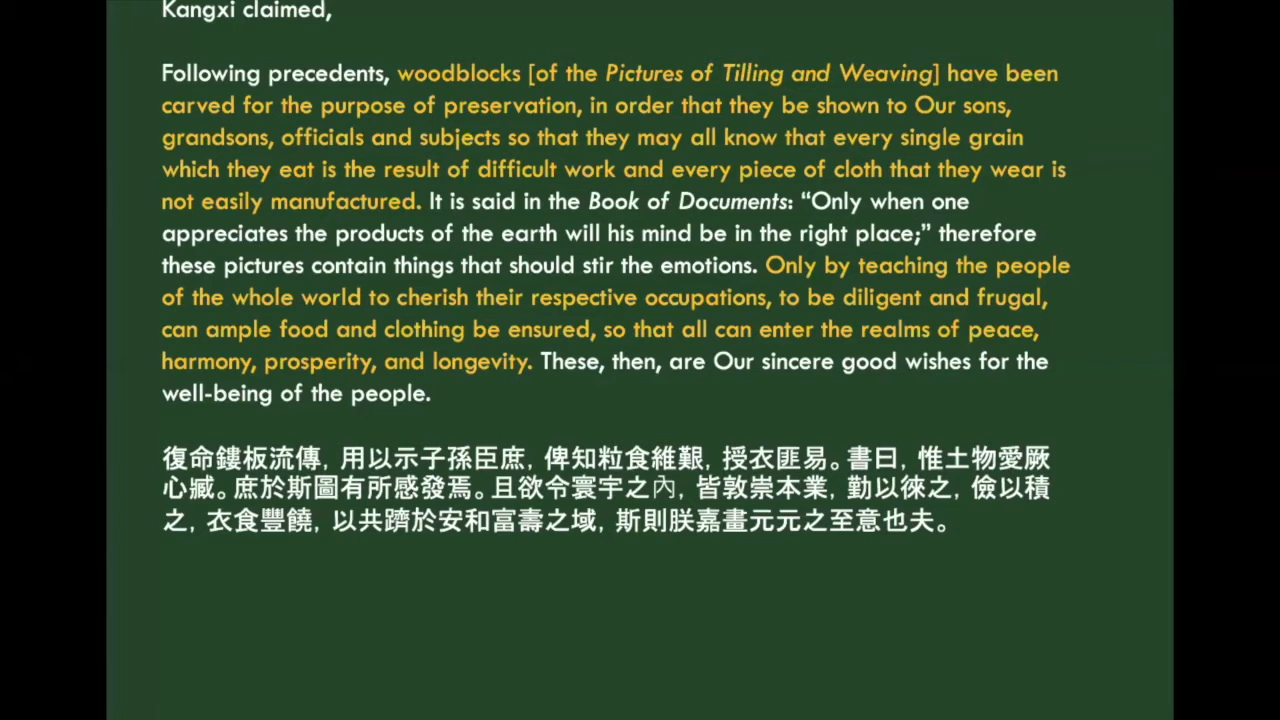 Kangxi claimed,
Following precedents, woodblocks [of the Pictures of Tilling and Weaving] have been
carved for the purpose of preservation, in order that they be shown to Our sons,
grandsons, officials and subjects so that they may all know that every single grain
which they eat is the result of difficult work and every piece of cloth that they wear is
not easily manufactured. It is said in the Book of Documents: “Only when one
appreciates the products of the earth will his mind be in the right place;” therefore
these pictures contain things that should stir the emotions. Only by teaching the people
of the whole world to cherish their respective occupations, to be diligent and frugal,
can ample food and clothing be ensured, so that all can enter the realms of peace,
harmony, prosperity, and longevity. These, then, are Our sincere good wishes for the
well-being of the people.
復命鏤板流傳，用以示子孫臣庶，俾知粒食維艱，授衣匪易。書曰，惟土物愛厥
心臧。庶於斯圖有所感發焉。且欲令寰宇之內，皆敦崇本業，勤以徠之，儉以積
之，衣食豐饒，以共躋於安和富壽之域，斯則朕嘉畫元元之至意也夫。